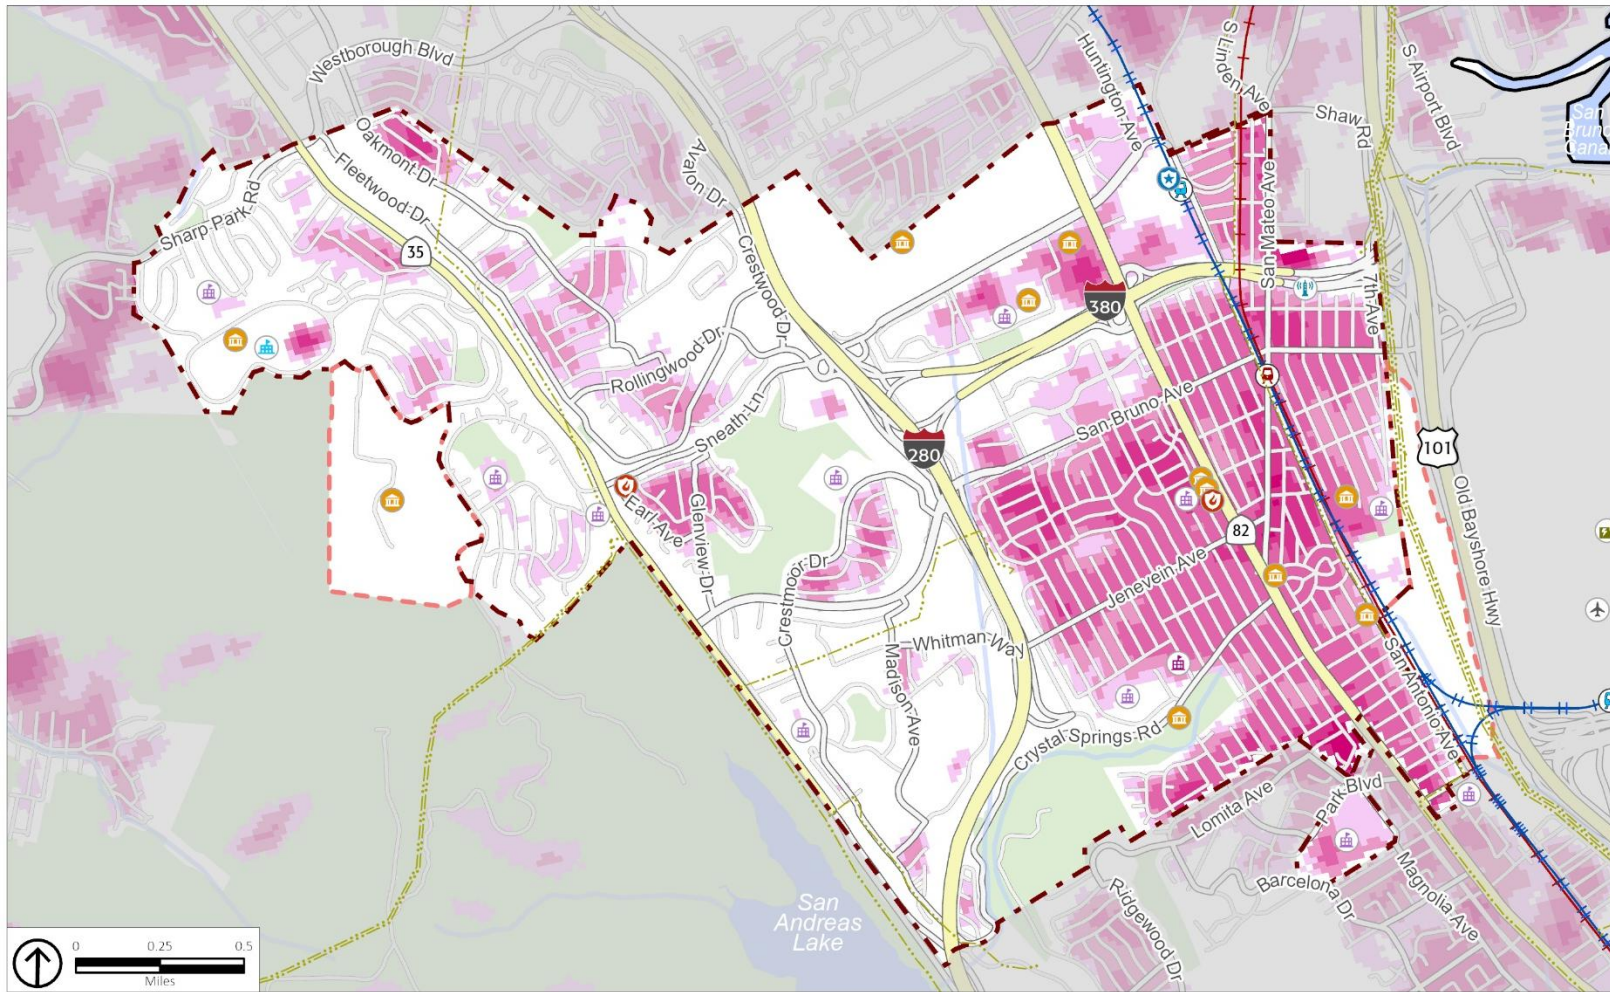 Westborough Blvd
Huntington Ave
S Linden Ave
S Airport Blvd
Shaw Rd
San
Bruno
Canal
Oakmont Dr
Fleetwood Dr
Avalon Dr
Sharp Park Rd
35
Crestwood Dr
San Mateo Ave
7th Ave
380
Rollingwood Dr
Sneath Ln
San Bruno Ave
280
101
Earl Ave
Glenview Dr
Old Bayshore Hwy
82
Crestmoor Dr
Jenevein Ave
Whitman Way
Madison Ave
San Antonio Ave
Crystal Springs Rd
Park Blvd
Lomita Ave
San
Andreas
Lake
Ridgewood Dr
Barcelona Dr
Magnolia Ave
0 0.25 0.5
Miles